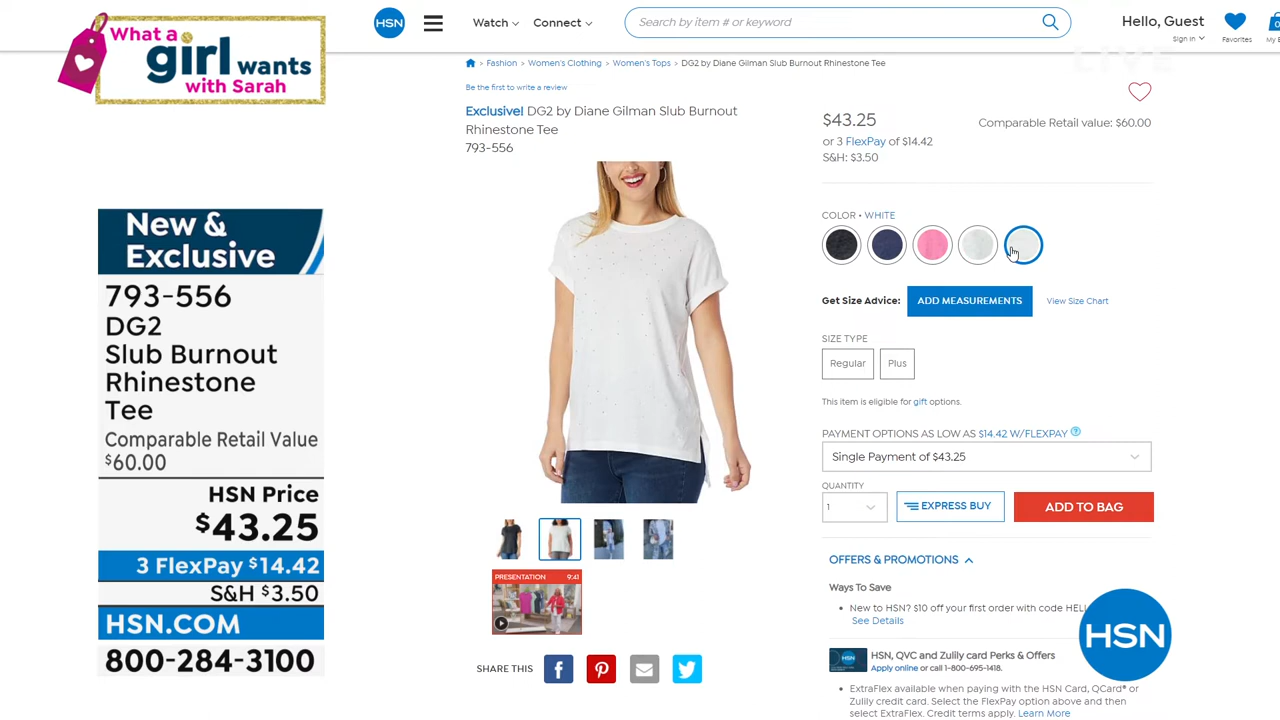 What a
girl wants
with Sarah
New &
Exclusive
793-556
DG2
Slub Burnout
Rhinestone
Tee
Comparable Retail Value
$60.00
HSN Price
$43.25
3 FlexPay $14.42
S&H $3.50
HSN.COM
800-284-3100
HSN
Watch
Connect
Search by item # or keyword
Hello, Guest
Sign In
Favorites
LIVE
Fashion > Women's Clothing > Women's Tops > DG2 by Diane Gilman Slub Burnout Rhinestone Tee
Be the first to write a review
Exclusive! DG2 by Diane Gilman Slub Burnout
Rhinestone Tee
793-556
PRESENTATION 9:41
SHARE THIS
$43.25
Comparable Retail value: $60.00
or 3 FlexPay of $14.42
S&H: $3.50
COLOR • WHITE
Get Size Advice: ADD MEASUREMENTS View Size Chart
SIZE TYPE
Regular Plus
This item is eligible for gift options.
PAYMENT OPTIONS AS LOW AS $14.42 W/FLEXPAY ?
Single Payment of $43.25
QUANTITY
1 EXPRESS BUY ADD TO BAG
OFFERS & PROMOTIONS
Ways To Save
• New to HSN? $10 off your first order with code HEL
See Details
HSN, QVC and Zulily card Perks & Offers
Apply online or call 1-800-695-1418.
• ExtraFlex available when paying with the HSN Card, QCard® or
Zulily credit card. Select the FlexPay option above and then
select ExtraFlex. Credit terms apply. Learn More
HSN